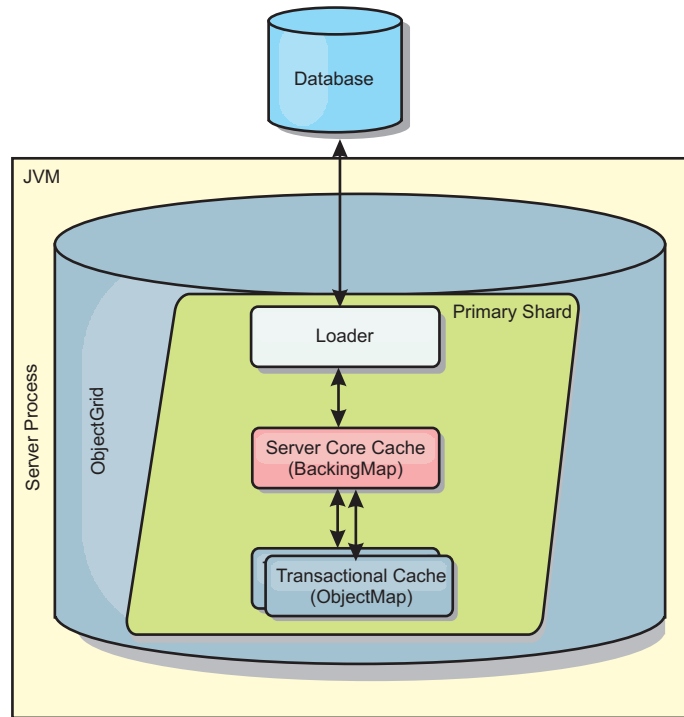 Database
JVM
Server Process
ObjectGrid
Primary Shard
Loader
Server Core Cache
(BackingMap)
Transactional Cache
(ObjectMap)